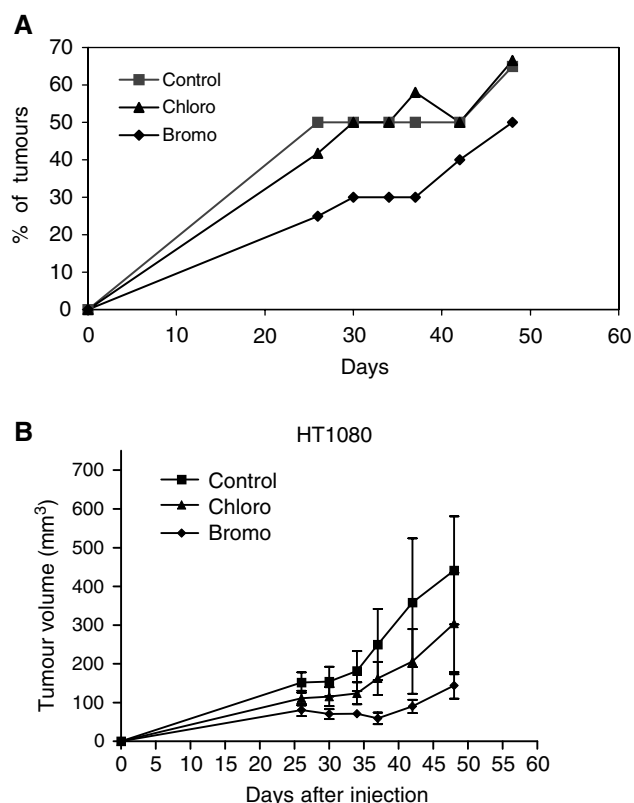 A
70
60
50
40
30
20
10
0
% of tumours
Control
Chloro
Bromo
0 10 20 30 40 50 60
Days
B
HT1080
700
600
500
400
300
200
100
0
Tumour volume (mm³)
Control
Chloro
Bromo
0 5 10 15 20 25 30 35 40 45 50 55 60
Days after injection